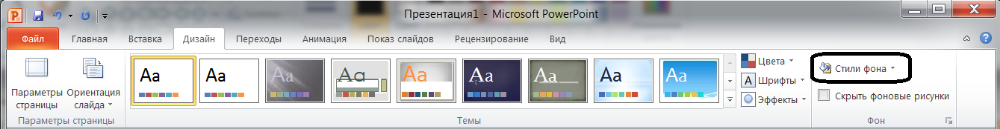 Презентация1 - Microsoft PowerPoint
Файл Главная Вставка Дизайн Переходы Анимация Показ слайдов Рецензирование Вид
Параметры страницы
Ориентация слайда
Параметры страницы
Aa Aa Aa Aa Aa Aa Aa Aa Aa
Темы
Цвета
Шрифты
Эффекты
Стили фона
Скрыть фоновые рисунки
Фон